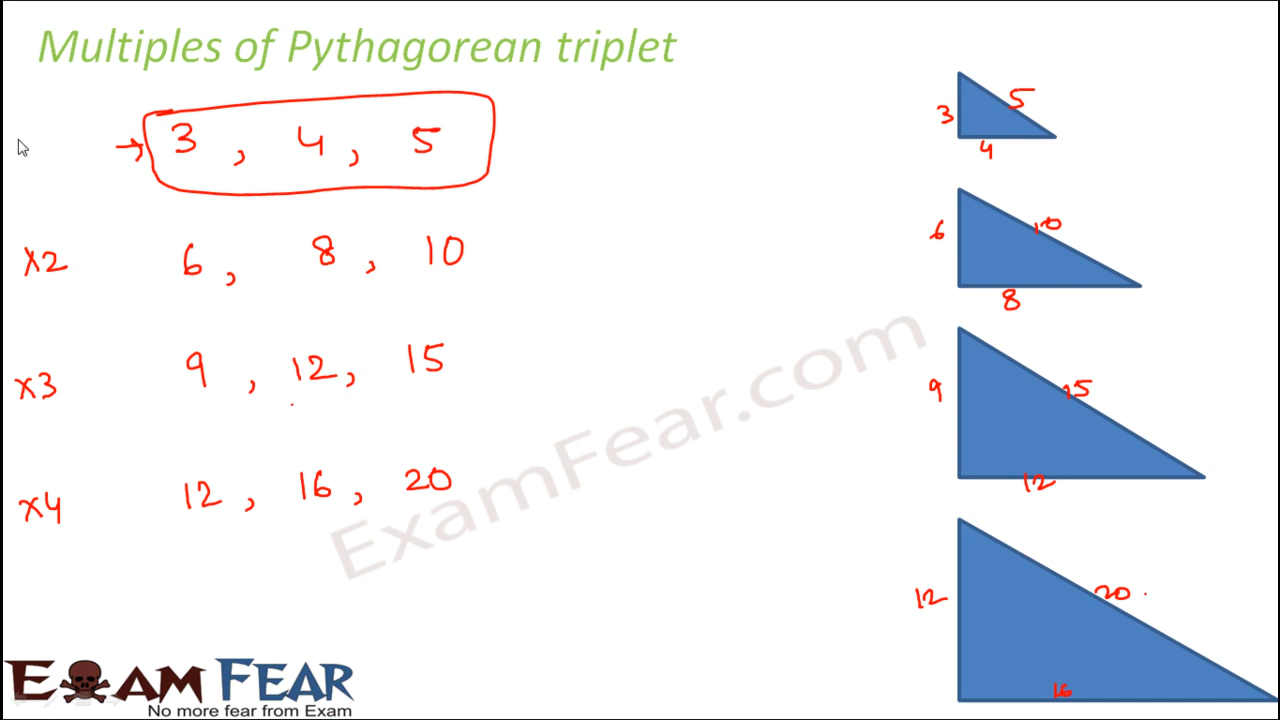 Multiples of Pythagorean triplet
→ 3 , 4 , 5
x2 6 , 8 , 10
x3 9 , 12 , 15
x4 12 , 16 , 20
3 5
4
6 10
8
9 15
12
12 20
16
ExamFear.com
EXAM FEAR
No more fear from Exam